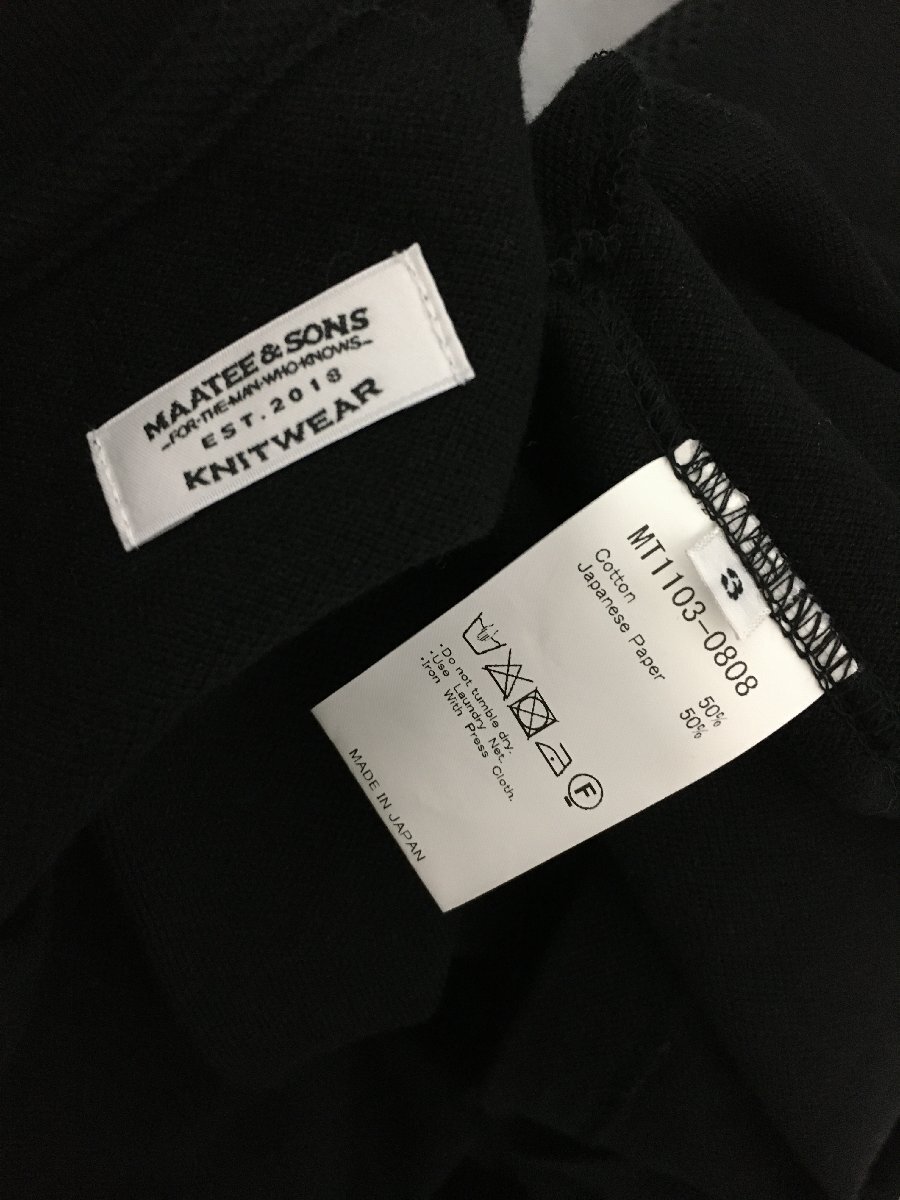 MAATEE & SONS
–FOR-THE-MAN-WHO-KNOWS–
EST. 2018
KNITWEAR
3
MT1103-0808
Cotton 50%
Japanese Paper 50%
•Do not tumble dry.
•Use Laundry Net.
•Iron With Press Cloth.
F
MADE IN JAPAN